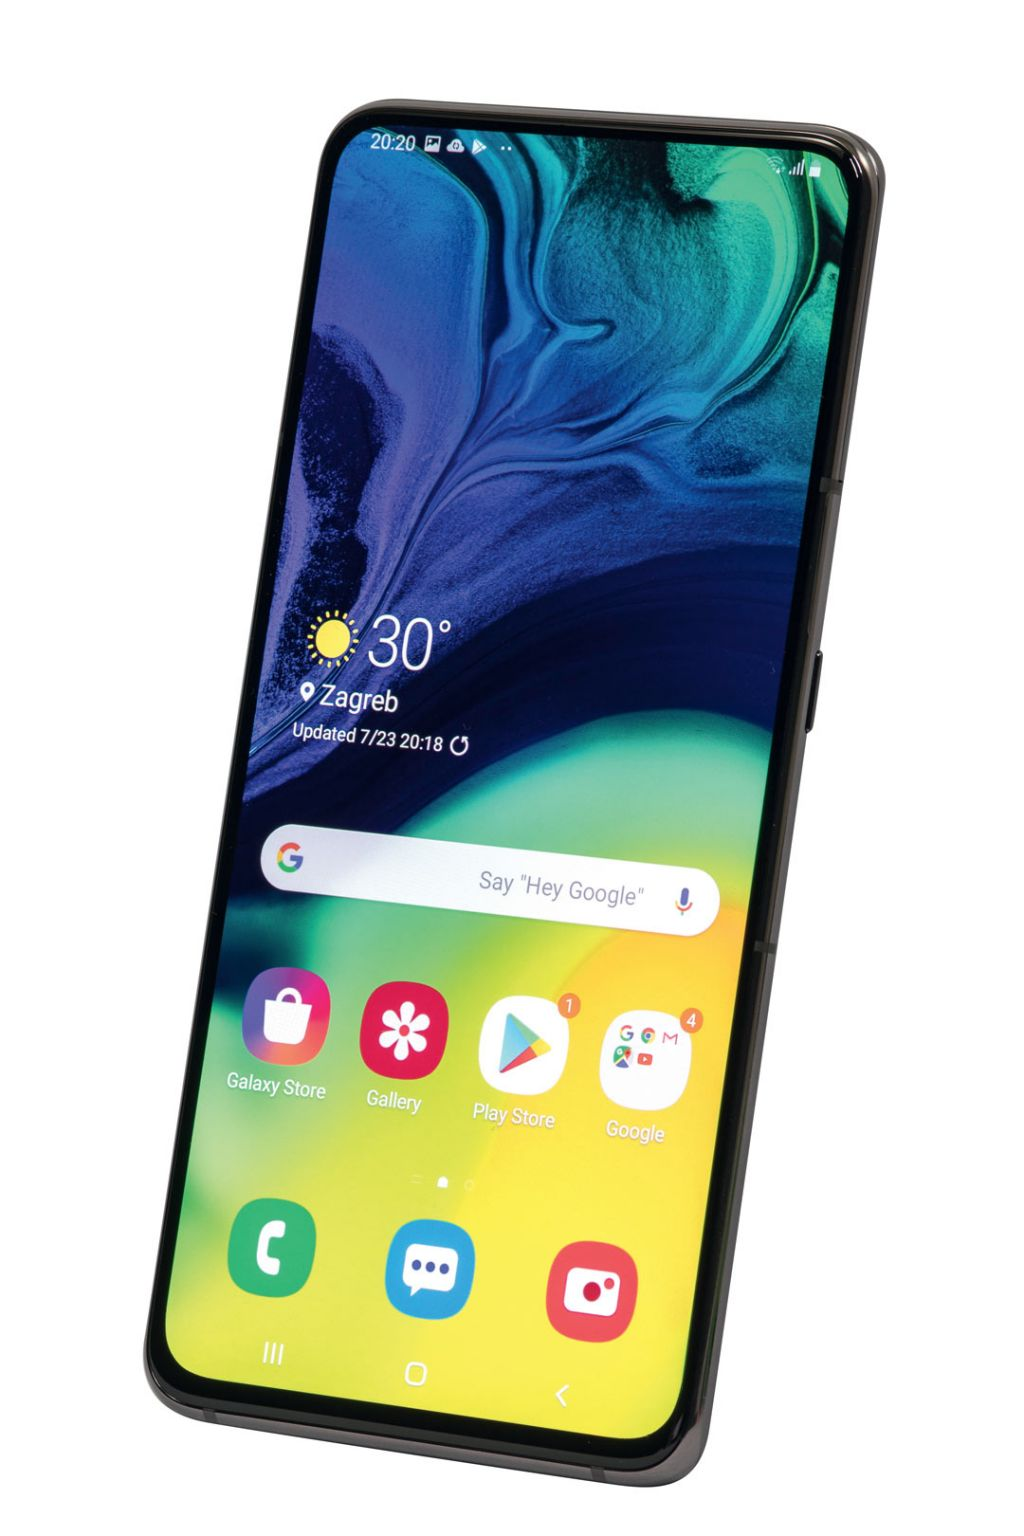 20:20
30°
Zagreb
Updated 7/23 20:18
Say "Hey Google"
1
4
Galaxy Store
Gallery
Play Store
Google